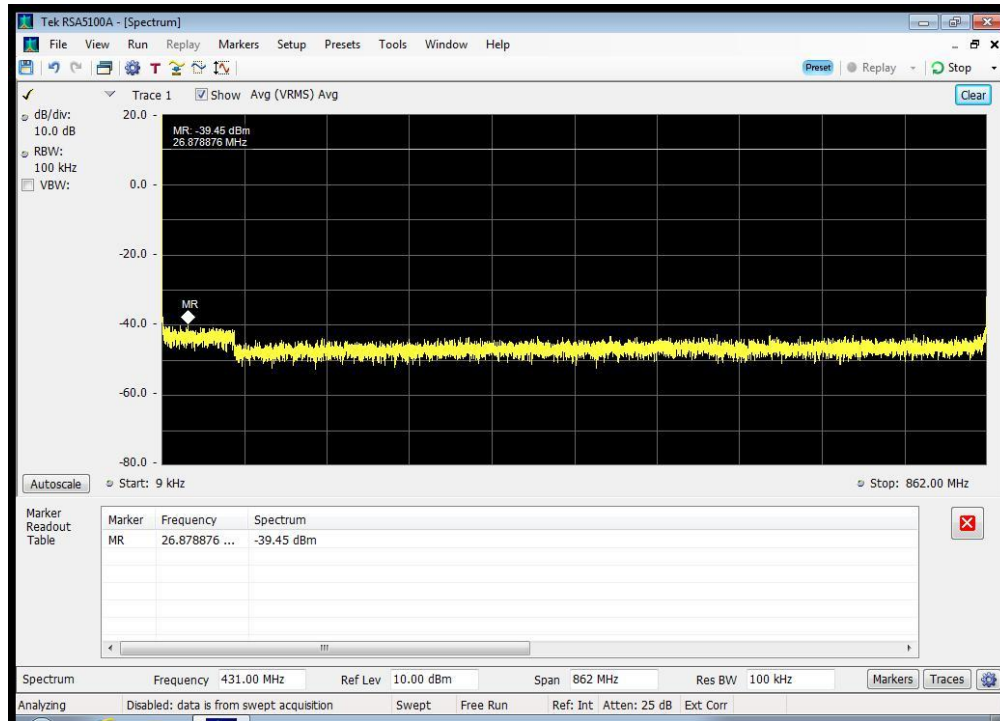 Tek RSA5100A - [Spectrum]
File View Run Replay Markers Setup Presets Tools Window Help
T Preset Replay Stop
Trace 1 Show Avg (VRMS) Avg Clear
dB/div:
10.0 dB
RBW:
100 kHz
VBW:
20.0
MR: -39.45 dBm
26.878876 MHz
0.0
-20.0
MR
-40.0
-60.0
-80.0
Autoscale Start: 9 kHz Stop: 862.00 MHz
Marker Readout Table
Marker Frequency Spectrum
MR 26.878876 ... -39.45 dBm
Spectrum Frequency 431.00 MHz Ref Lev 10.00 dBm Span 862 MHz Res BW 100 kHz Markers Traces
Analyzing Disabled: data is from swept acquisition Swept Free Run Ref: Int Atten: 25 dB Ext Corr